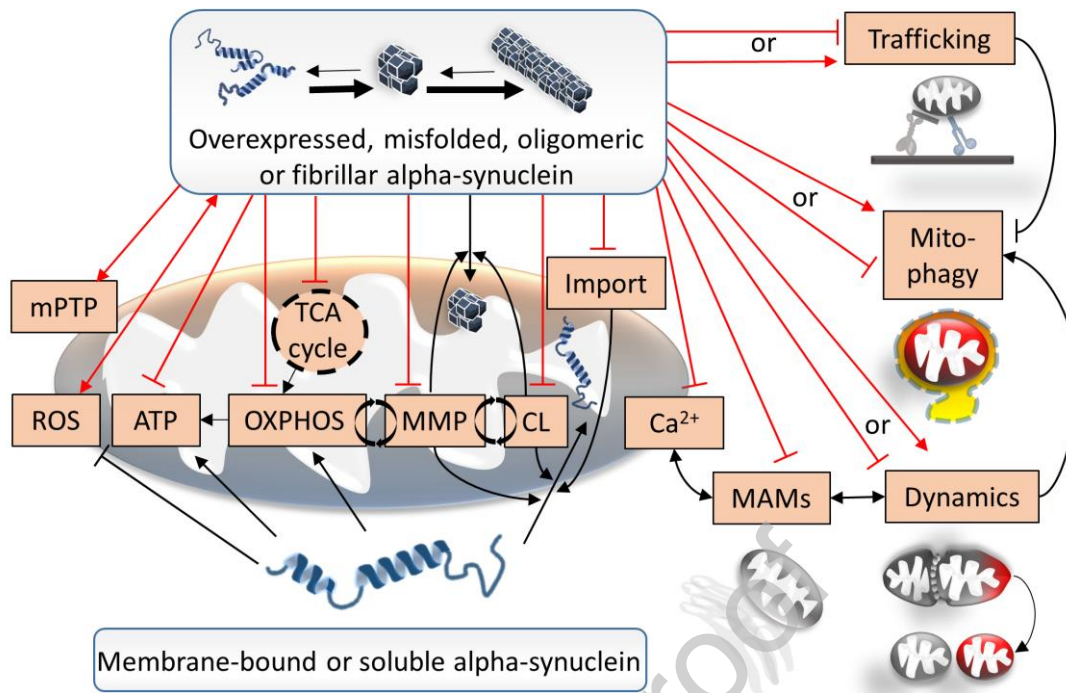 or
Trafficking
Overexpressed, misfolded, oligomeric
or fibrillar alpha-synuclein
or
Mito-
phagy
Import
mPTP
TCA
cycle
ROS
ATP
OXPHOS
MMP
CL
Ca²⁺
or
MAMs
Dynamics
Membrane-bound or soluble alpha-synuclein